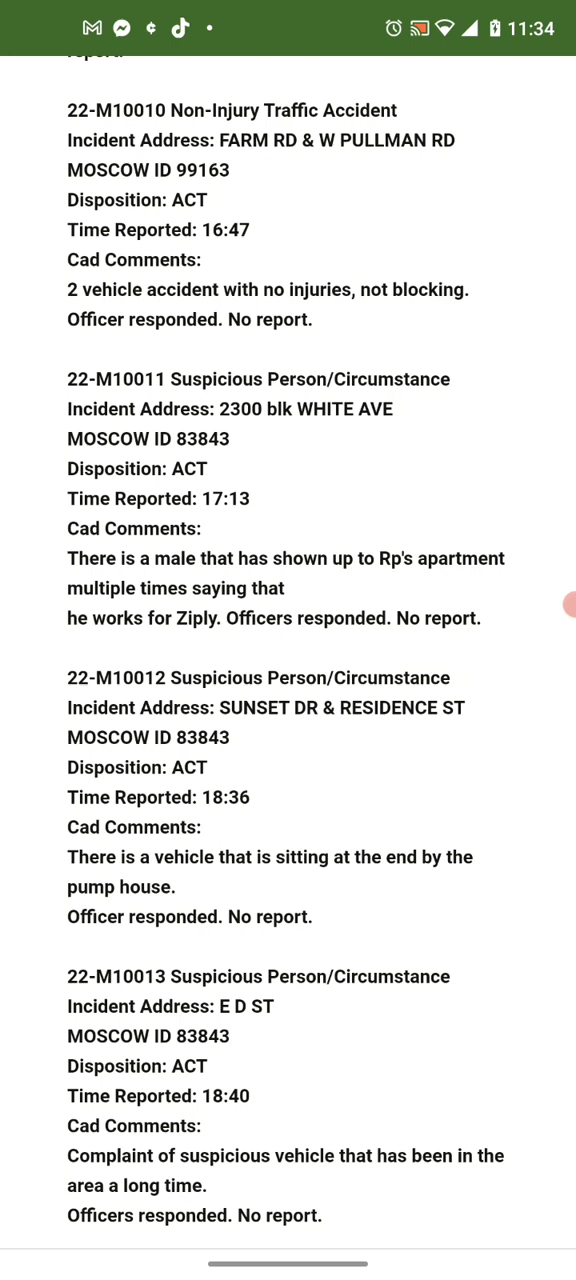 11:34
22-M10010 Non-Injury Traffic Accident
Incident Address: FARM RD & W PULLMAN RD
MOSCOW ID 99163
Disposition: ACT
Time Reported: 16:47
Cad Comments:
2 vehicle accident with no injuries, not blocking.
Officer responded. No report.
22-M10011 Suspicious Person/Circumstance
Incident Address: 2300 blk WHITE AVE
MOSCOW ID 83843
Disposition: ACT
Time Reported: 17:13
Cad Comments:
There is a male that has shown up to Rp's apartment
multiple times saying that
he works for Ziply. Officers responded. No report.
22-M10012 Suspicious Person/Circumstance
Incident Address: SUNSET DR & RESIDENCE ST
MOSCOW ID 83843
Disposition: ACT
Time Reported: 18:36
Cad Comments:
There is a vehicle that is sitting at the end by the
pump house.
Officer responded. No report.
22-M10013 Suspicious Person/Circumstance
Incident Address: E D ST
MOSCOW ID 83843
Disposition: ACT
Time Reported: 18:40
Cad Comments:
Complaint of suspicious vehicle that has been in the
area a long time.
Officers responded. No report.